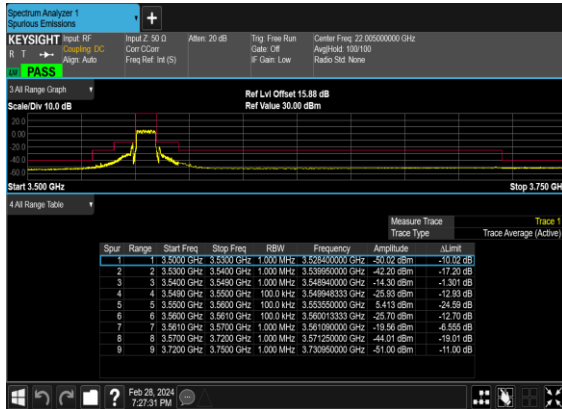 Spectrum Analyzer 1
Spurious Emissions
+
KEYSIGHT Input: RF Input Z: 50 Ω Atten: 20 dB Trig: Free Run Center Freq: 22.005000000 GHz
R T Coupling: DC Corr CCorr Gate: Off Avg|Hold: 100/100
Align: Auto Freq Ref: Int (S) IF Gain: Low Radio Std: None
PASS
3 All Range Graph Ref Lvl Offset 15.88 dB
Scale/Div 10.0 dB Ref Value 30.00 dBm
20.0
0.00
-20.0
-40.0
-60.0
Start 3.500 GHz Stop 3.750 GHz
4 All Range Table
Measure Trace Trace 1
Trace Type Trace Average (Active)
Spur Range Start Freq Stop Freq RBW Frequency Amplitude ΔLimit
1 1 3.5000 GHz 3.5300 GHz 1.000 MHz 3.528400000 GHz -50.02 dBm -10.02 dB
2 2 3.5300 GHz 3.5400 GHz 1.000 MHz 3.539950000 GHz -42.20 dBm -17.20 dB
3 3 3.5400 GHz 3.5490 GHz 1.000 MHz 3.548940000 GHz -14.30 dBm -1.301 dB
4 4 3.5490 GHz 3.5500 GHz 100.0 kHz 3.549948333 GHz -25.93 dBm -12.93 dB
5 5 3.5500 GHz 3.5600 GHz 100.0 kHz 3.553550000 GHz 5.413 dBm -24.59 dB
6 6 3.5600 GHz 3.5610 GHz 100.0 kHz 3.560013333 GHz -25.70 dBm -12.70 dB
7 7 3.5610 GHz 3.5700 GHz 1.000 MHz 3.561090000 GHz -19.56 dBm -6.555 dB
8 8 3.5700 GHz 3.7200 GHz 1.000 MHz 3.571250000 GHz -44.01 dBm -19.01 dB
9 9 3.7200 GHz 3.7500 GHz 1.000 MHz 3.730950000 GHz -51.00 dBm -11.00 dB
? Feb 28, 2024
7:27:31 PM